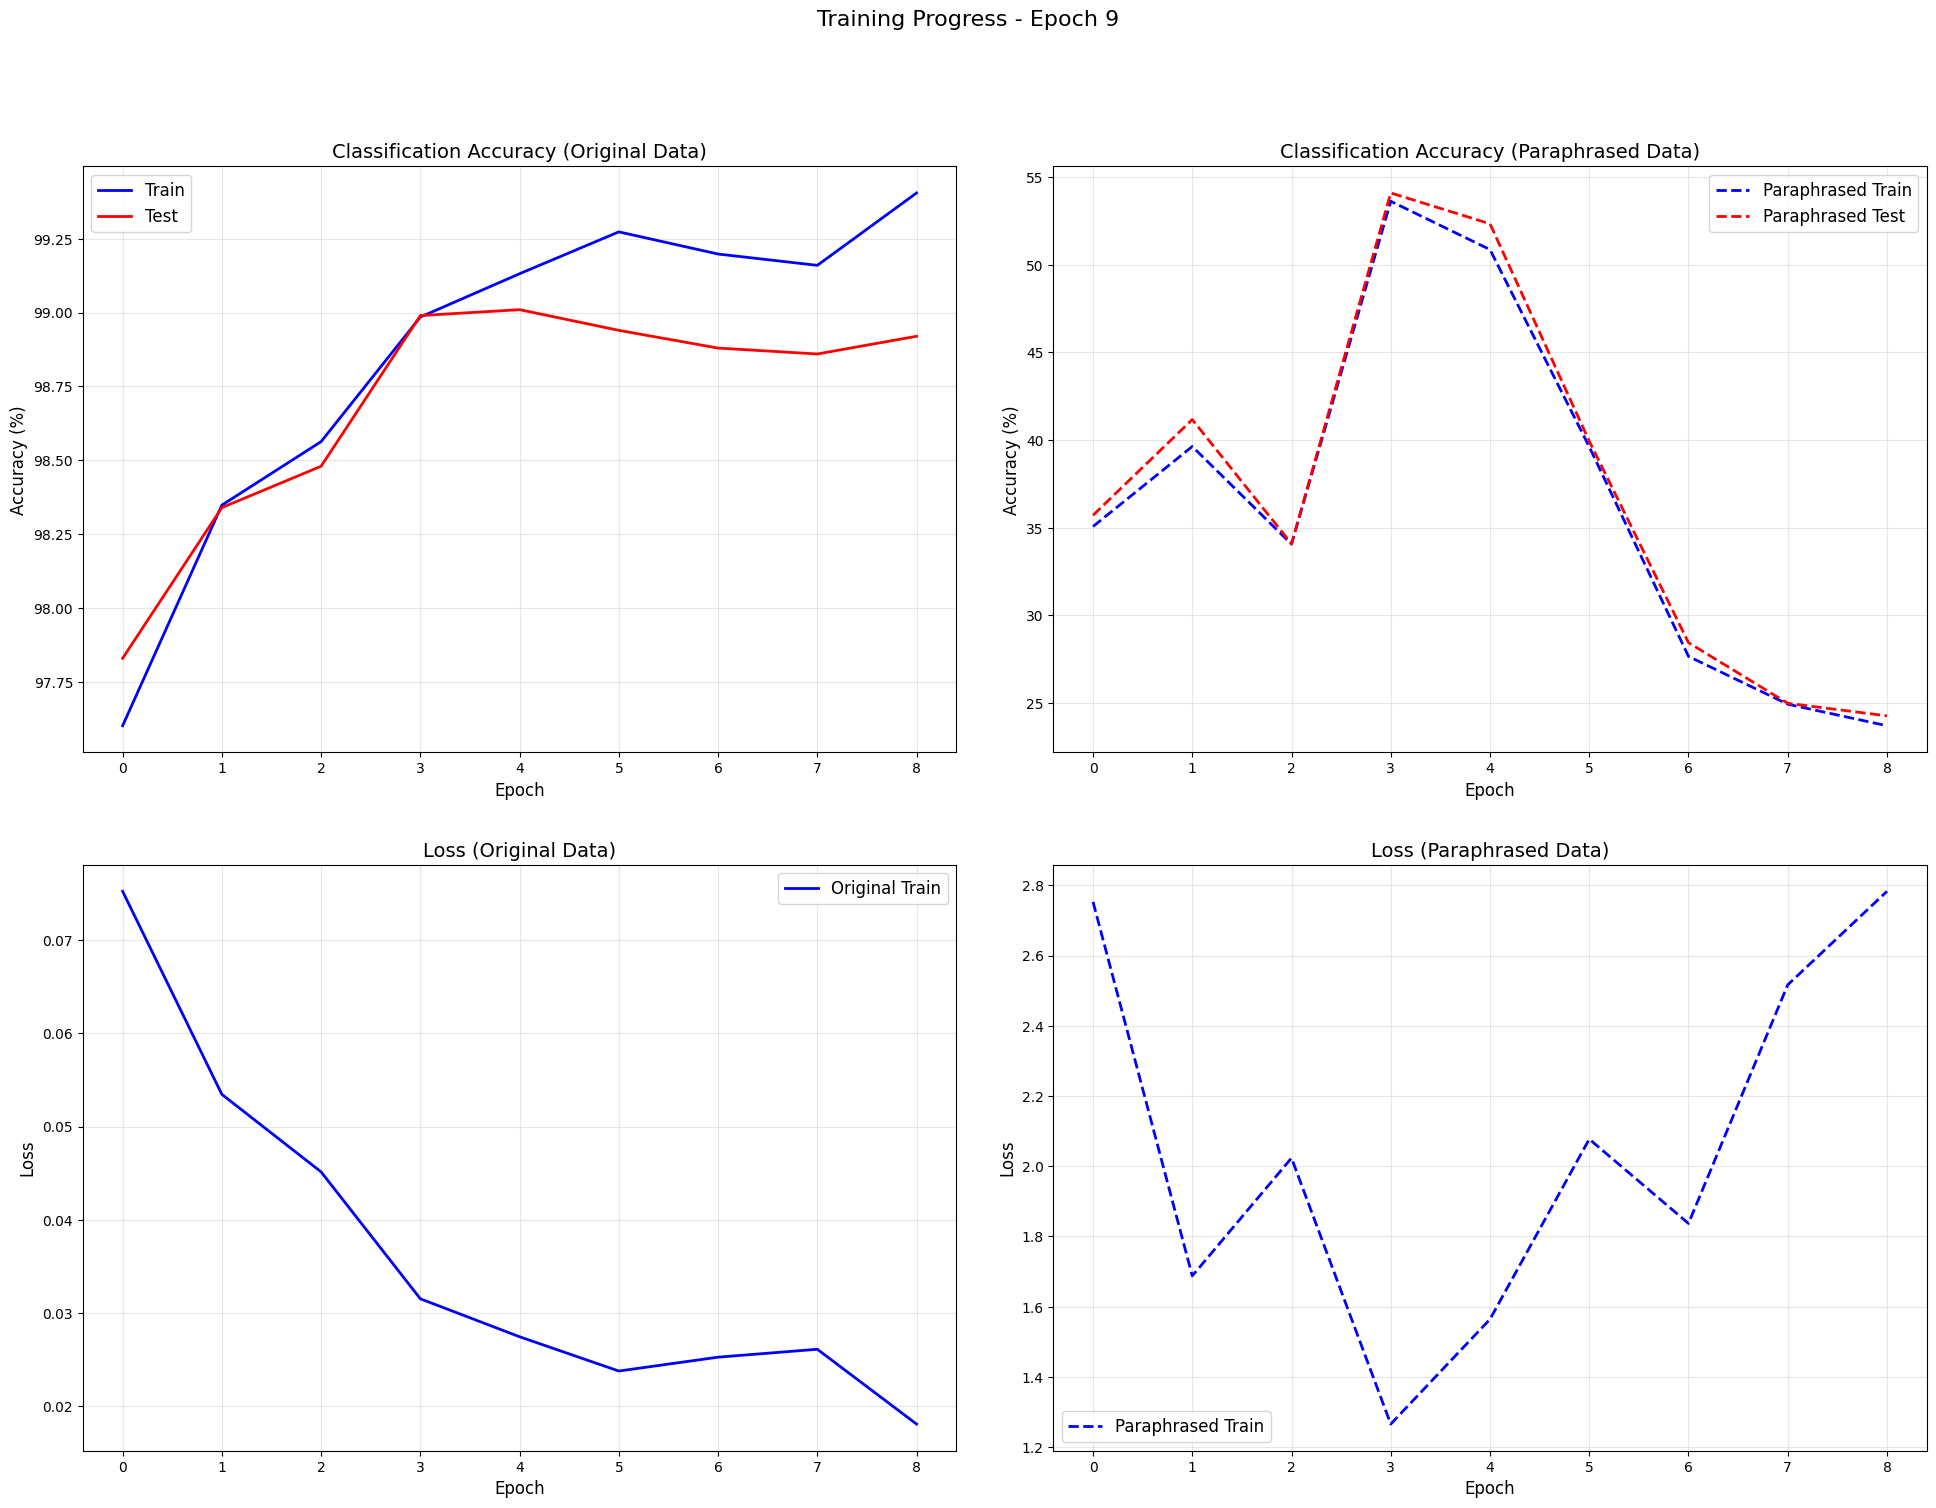 Training Progress - Epoch 9
Classification Accuracy (Original Data)
Train
Test
99.25
99.00
98.75
98.50
98.25
98.00
97.75
Accuracy (%)
0 1 2 3 4 5 6 7 8
Epoch
Classification Accuracy (Paraphrased Data)
Paraphrased Train
Paraphrased Test
55
50
45
40
35
30
25
Accuracy (%)
0 1 2 3 4 5 6 7 8
Epoch
Loss (Original Data)
Original Train
0.07
0.06
0.05
0.04
0.03
0.02
Loss
0 1 2 3 4 5 6 7 8
Epoch
Loss (Paraphrased Data)
2.8
2.6
2.4
2.2
2.0
1.8
1.6
1.4
1.2
Loss
Paraphrased Train
0 1 2 3 4 5 6 7 8
Epoch